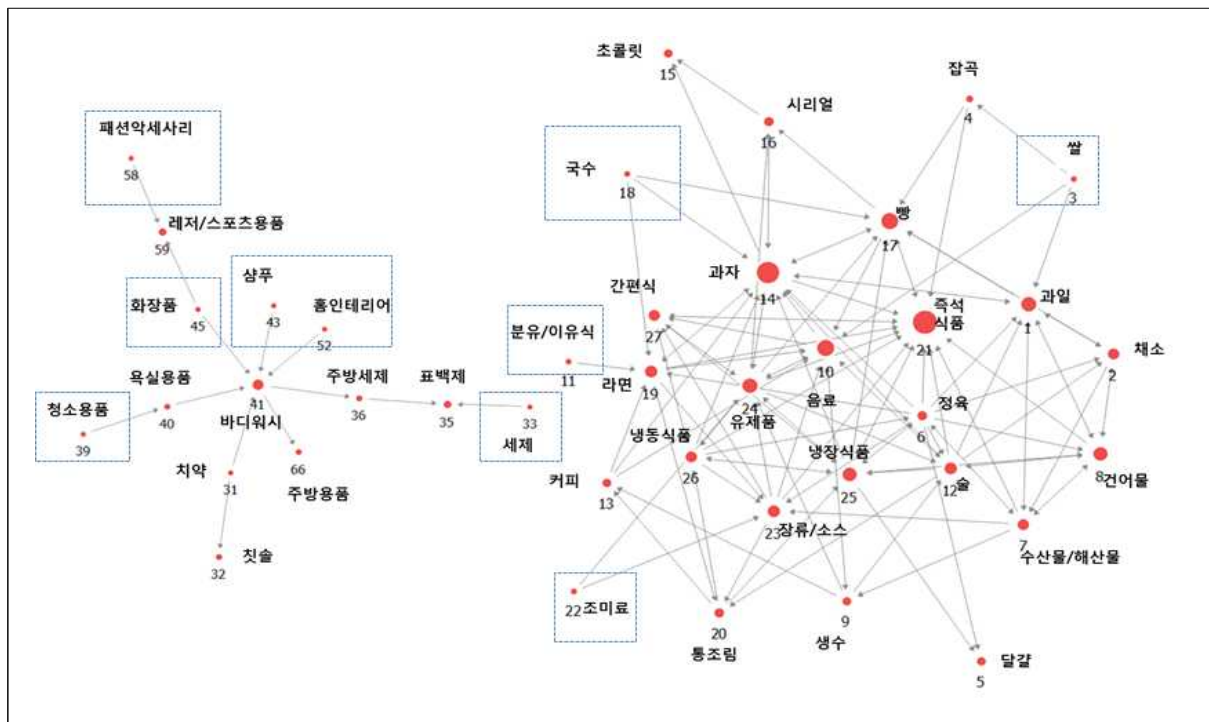 초콜릿
15
잡곡
4
시리얼
16
패션악세사리
58
국수
18
쌀
3
레저/스포츠용품
59
빵
17
샴푸
43
화장품
45
홈인테리어
52
과자
14
간편식
27
즉석
식품
21
과일
1
분유/이유식
11
채소
2
라면
19
음료
10
유제품
24
욕실용품
40
바디워시
41
주방세제
36
표백제
35
세제
33
청소용품
39
정육
6
냉동식품
26
냉장식품
25
술
12
건어물
8
치약
31
주방용품
66
커피
13
장류/소스
23
수산물/해산물
7
칫솔
32
조미료
22
통조림
20
생수
9
달걀
5